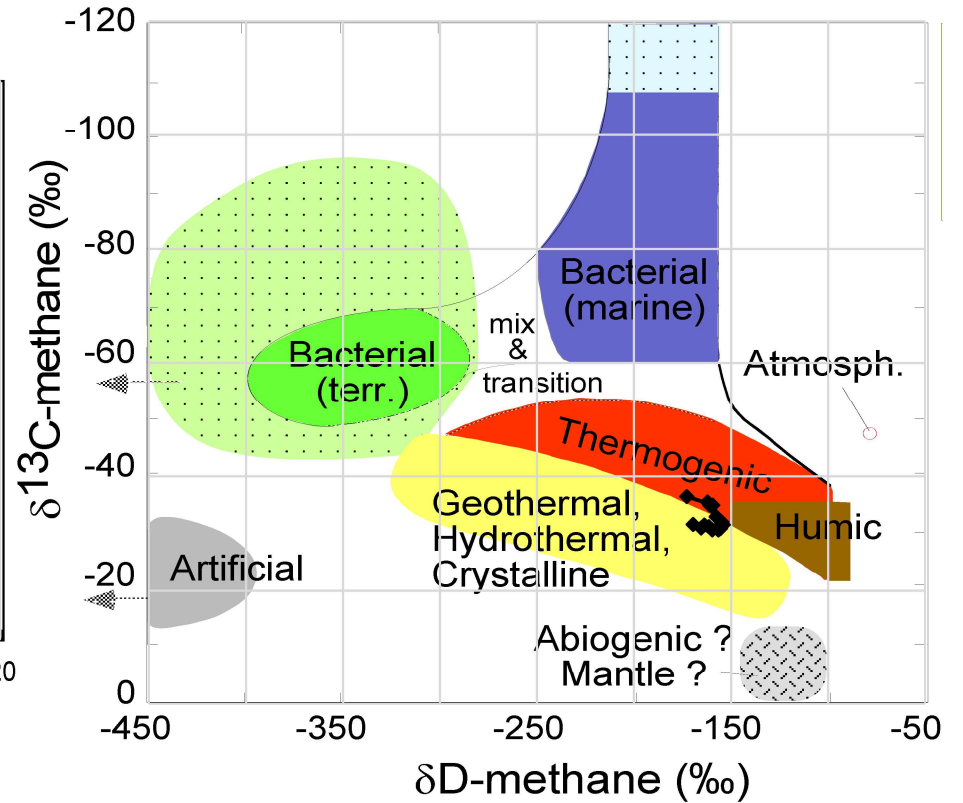 -120
-100
-80
-60
-40
-20
0
δ13C-methane (‰)
Bacterial
(marine)
mix
&
transition
Bacterial
(terr.)
Atmosph.
Thermogenic
Geothermal,
Hydrothermal,
Crystalline
Humic
Artificial
Abiogenic ?
Mantle ?
-450
-350
-250
-150
-50
δD-methane (‰)
20